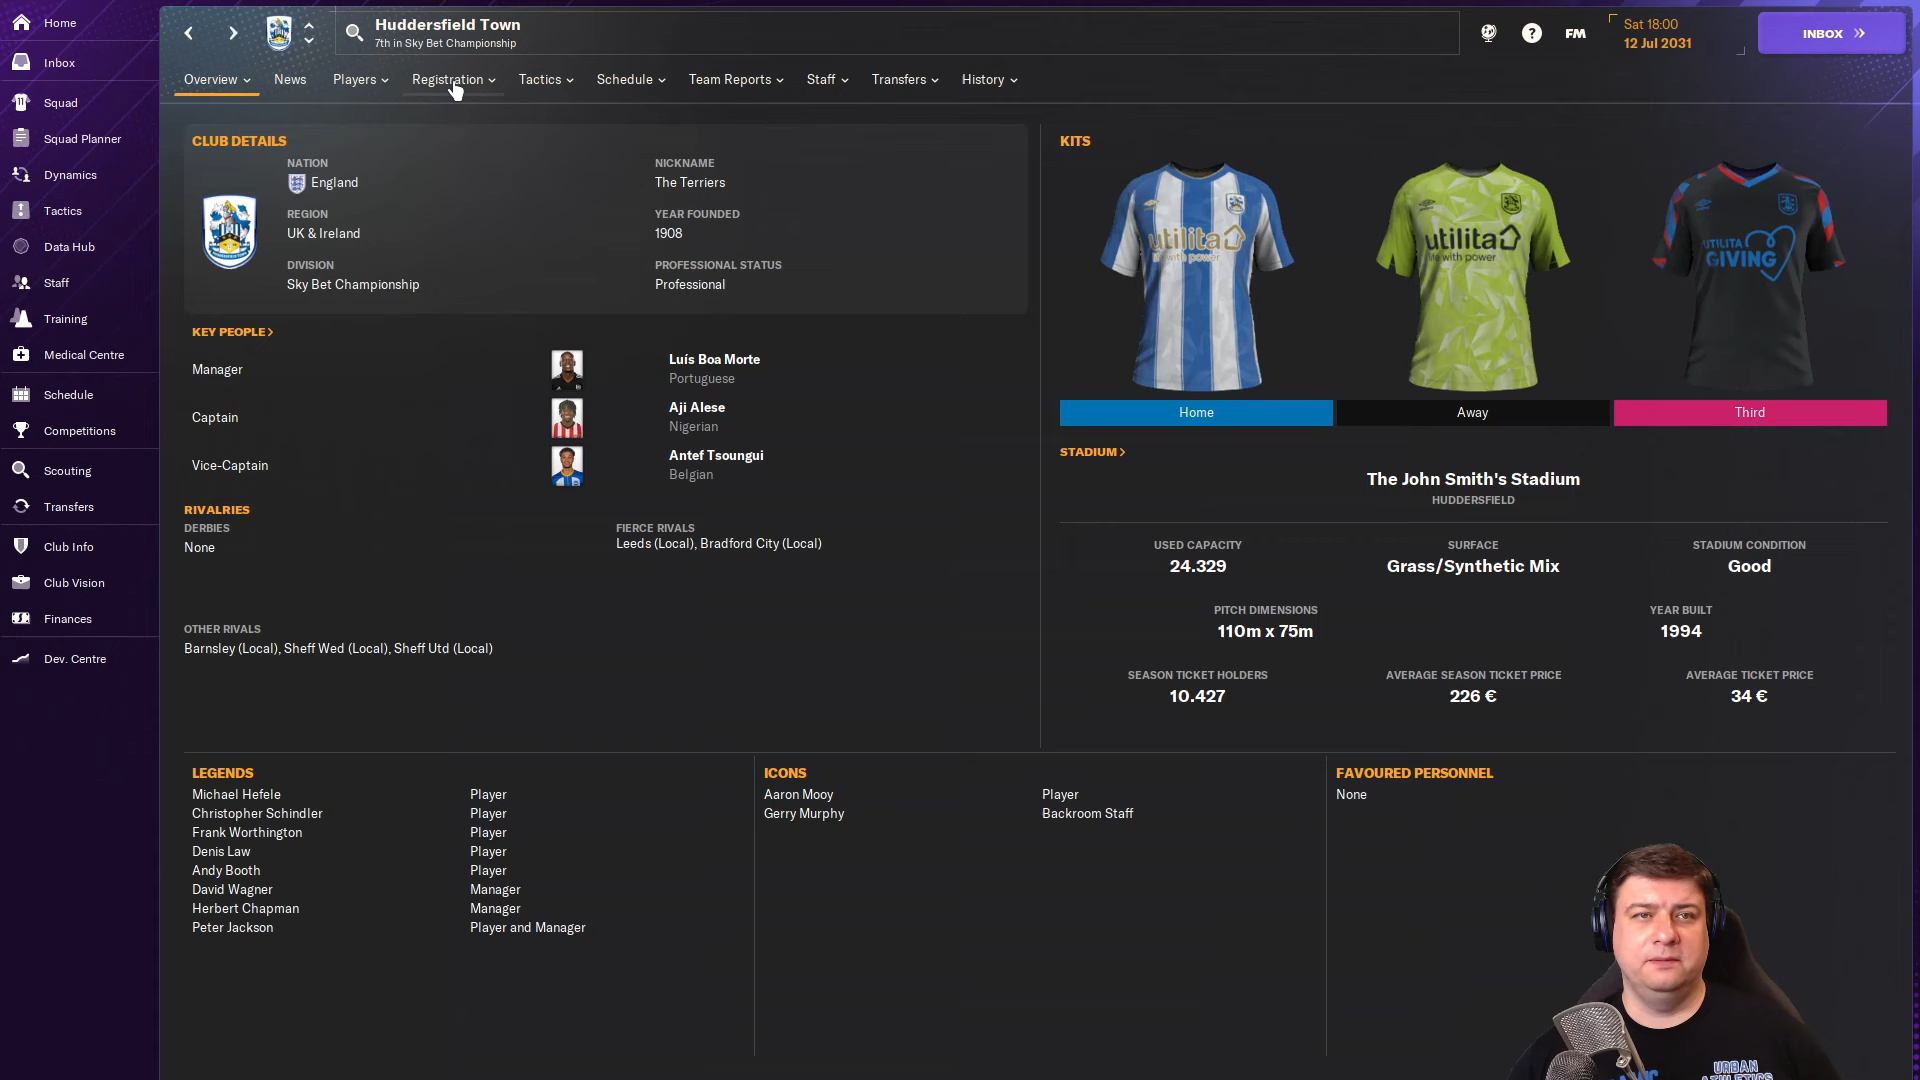 Home
Inbox
Squad
Squad Planner
Dynamics
Tactics
Data Hub
Staff
Training
Medical Centre
Schedule
Competitions
Scouting
Transfers
Club Info
Club Vision
Finances
Dev. Centre
Huddersfield Town
7th in Sky Bet Championship
FM
Sat 18:00
12 Jul 2031
INBOX
Overview News Players Registration Tactics Schedule Team Reports Staff Transfers History
CLUB DETAILS
NATION
England
REGION
UK & Ireland
DIVISION
Sky Bet Championship
NICKNAME
The Terriers
YEAR FOUNDED
1908
PROFESSIONAL STATUS
Professional
KEY PEOPLE
Manager
Luís Boa Morte
Portuguese
Captain
Aji Alese
Nigerian
Vice-Captain
Antef Tsoungui
Belgian
RIVALRIES
DERBIES
None
FIERCE RIVALS
Leeds (Local), Bradford City (Local)
OTHER RIVALS
Barnsley (Local), Sheff Wed (Local), Sheff Utd (Local)
KITS
utilita
life with power
utilita
life with power
UTILITA
GIVING
Home
Away
Third
STADIUM
The John Smith's Stadium
HUDDERSFIELD
USED CAPACITY
24.329
SURFACE
Grass/Synthetic Mix
STADIUM CONDITION
Good
PITCH DIMENSIONS
110m x 75m
YEAR BUILT
1994
SEASON TICKET HOLDERS
10.427
AVERAGE SEASON TICKET PRICE
226 €
AVERAGE TICKET PRICE
34 €
LEGENDS
Michael Hefele Player
Christopher Schindler Player
Frank Worthington Player
Denis Law Player
Andy Booth Player
David Wagner Manager
Herbert Chapman Manager
Peter Jackson Player and Manager
ICONS
Aaron Mooy Player
Gerry Murphy Backroom Staff
FAVOURED PERSONNEL
None
URBAN